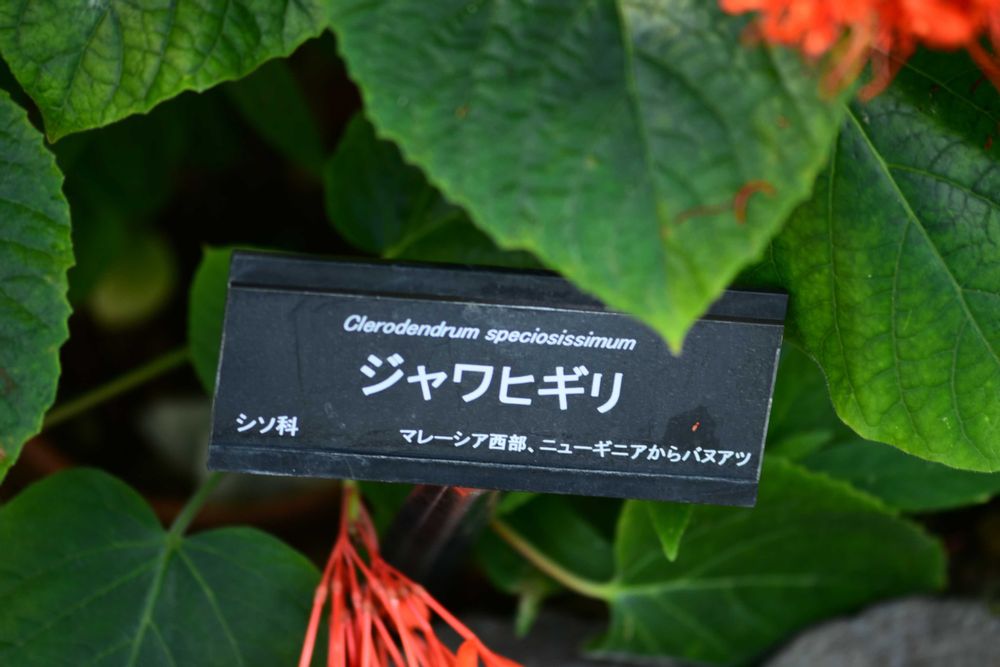 Clerodendrum speciosissimum
ジャワヒギリ
シソ科
マレーシア西部、ニューギニアからバヌアツ